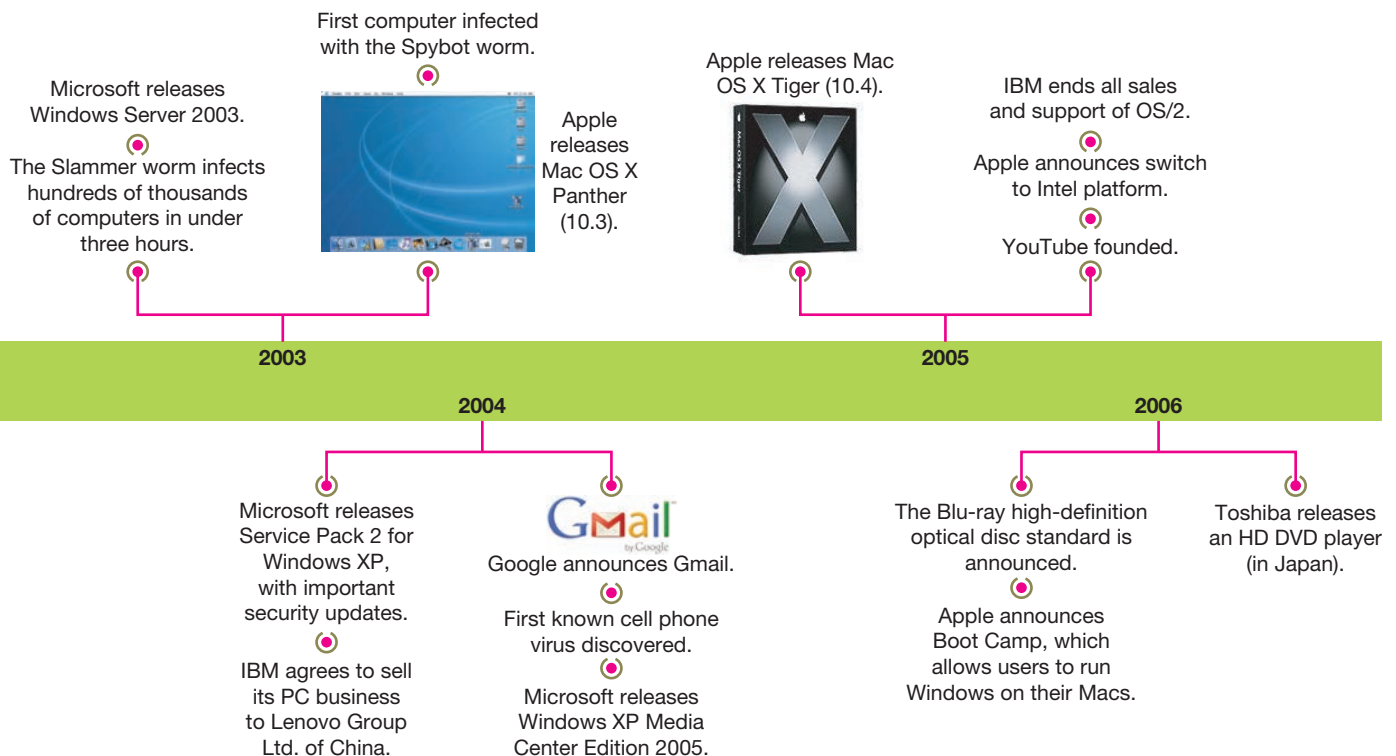 Microsoft releases
Windows Server 2003.
The Slammer worm infects
hundreds of thousands
of computers in under
three hours.
First computer infected
with the Spybot worm.
Apple
releases
Mac OS X
Panther
(10.3).
Apple releases Mac
OS X Tiger (10.4).
Mac OS X Tiger
X
IBM ends all sales
and support of OS/2.
Apple announces switch
to Intel platform.
YouTube founded.
2003
2005
2004
2006
Microsoft releases
Service Pack 2 for
Windows XP,
with important
security updates.
IBM agrees to sell
its PC business
to Lenovo Group
Ltd. of China.
Gmail
by Google
Google announces Gmail.
First known cell phone
virus discovered.
Microsoft releases
Windows XP Media
Center Edition 2005.
The Blu-ray high-definition
optical disc standard is
announced.
Apple announces
Boot Camp, which
allows users to run
Windows on their Macs.
Toshiba releases
an HD DVD player
(in Japan).